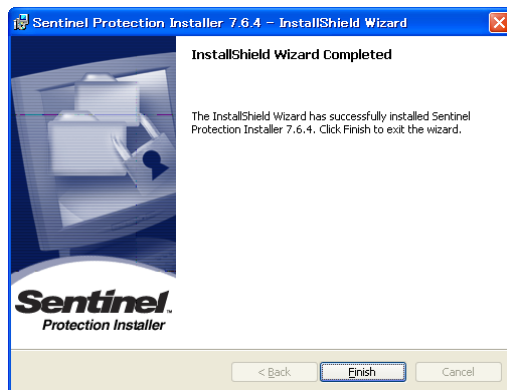 Sentinel Protection Installer 7.6.4 - InstallShield Wizard
InstallShield Wizard Completed
The InstallShield Wizard has successfully installed Sentinel
Protection Installer 7.6.4. Click Finish to exit the wizard.
Sentinel™
Protection Installer
< Back
Finish
Cancel